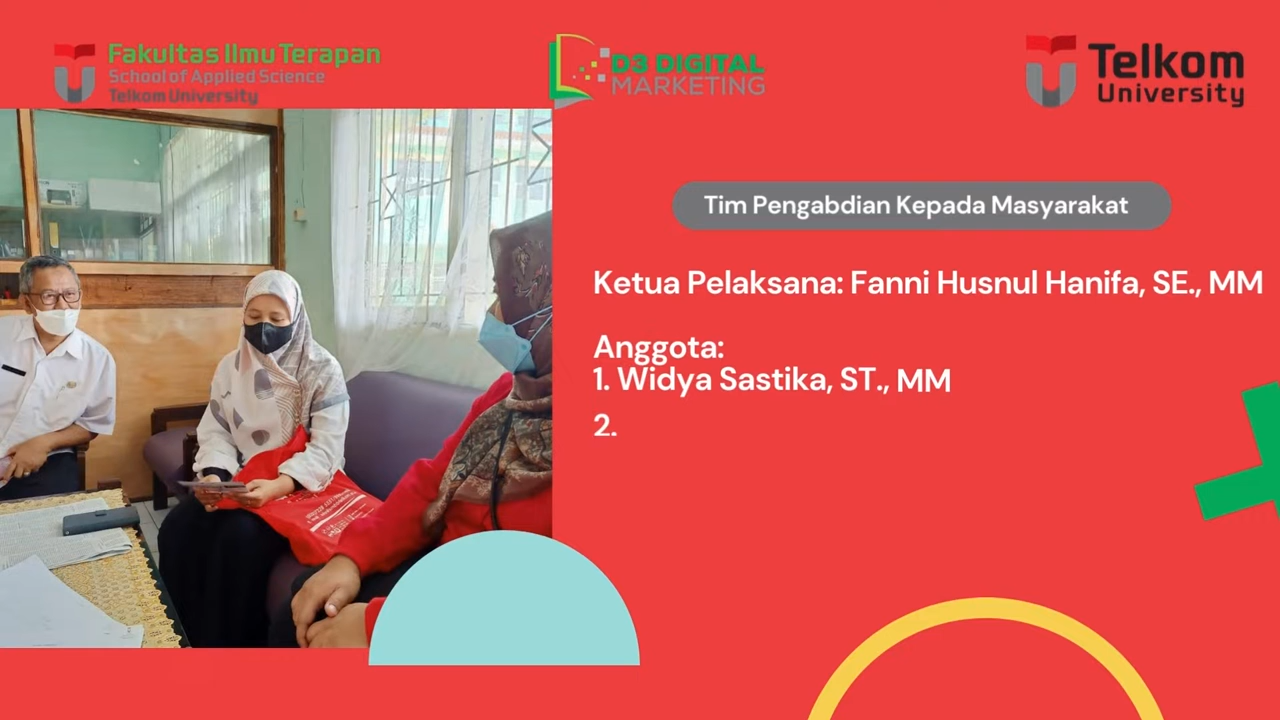 Fakultas Ilmu Terapan
School of Applied Science
Telkom University
D3 DIGITAL
MARKETING
Telkom
University
Tim Pengabdian Kepada Masyarakat
Ketua Pelaksana: Fanni Husnul Hanifa, SE., MM
Anggota:
1. Widya Sastika, ST., MM
2.